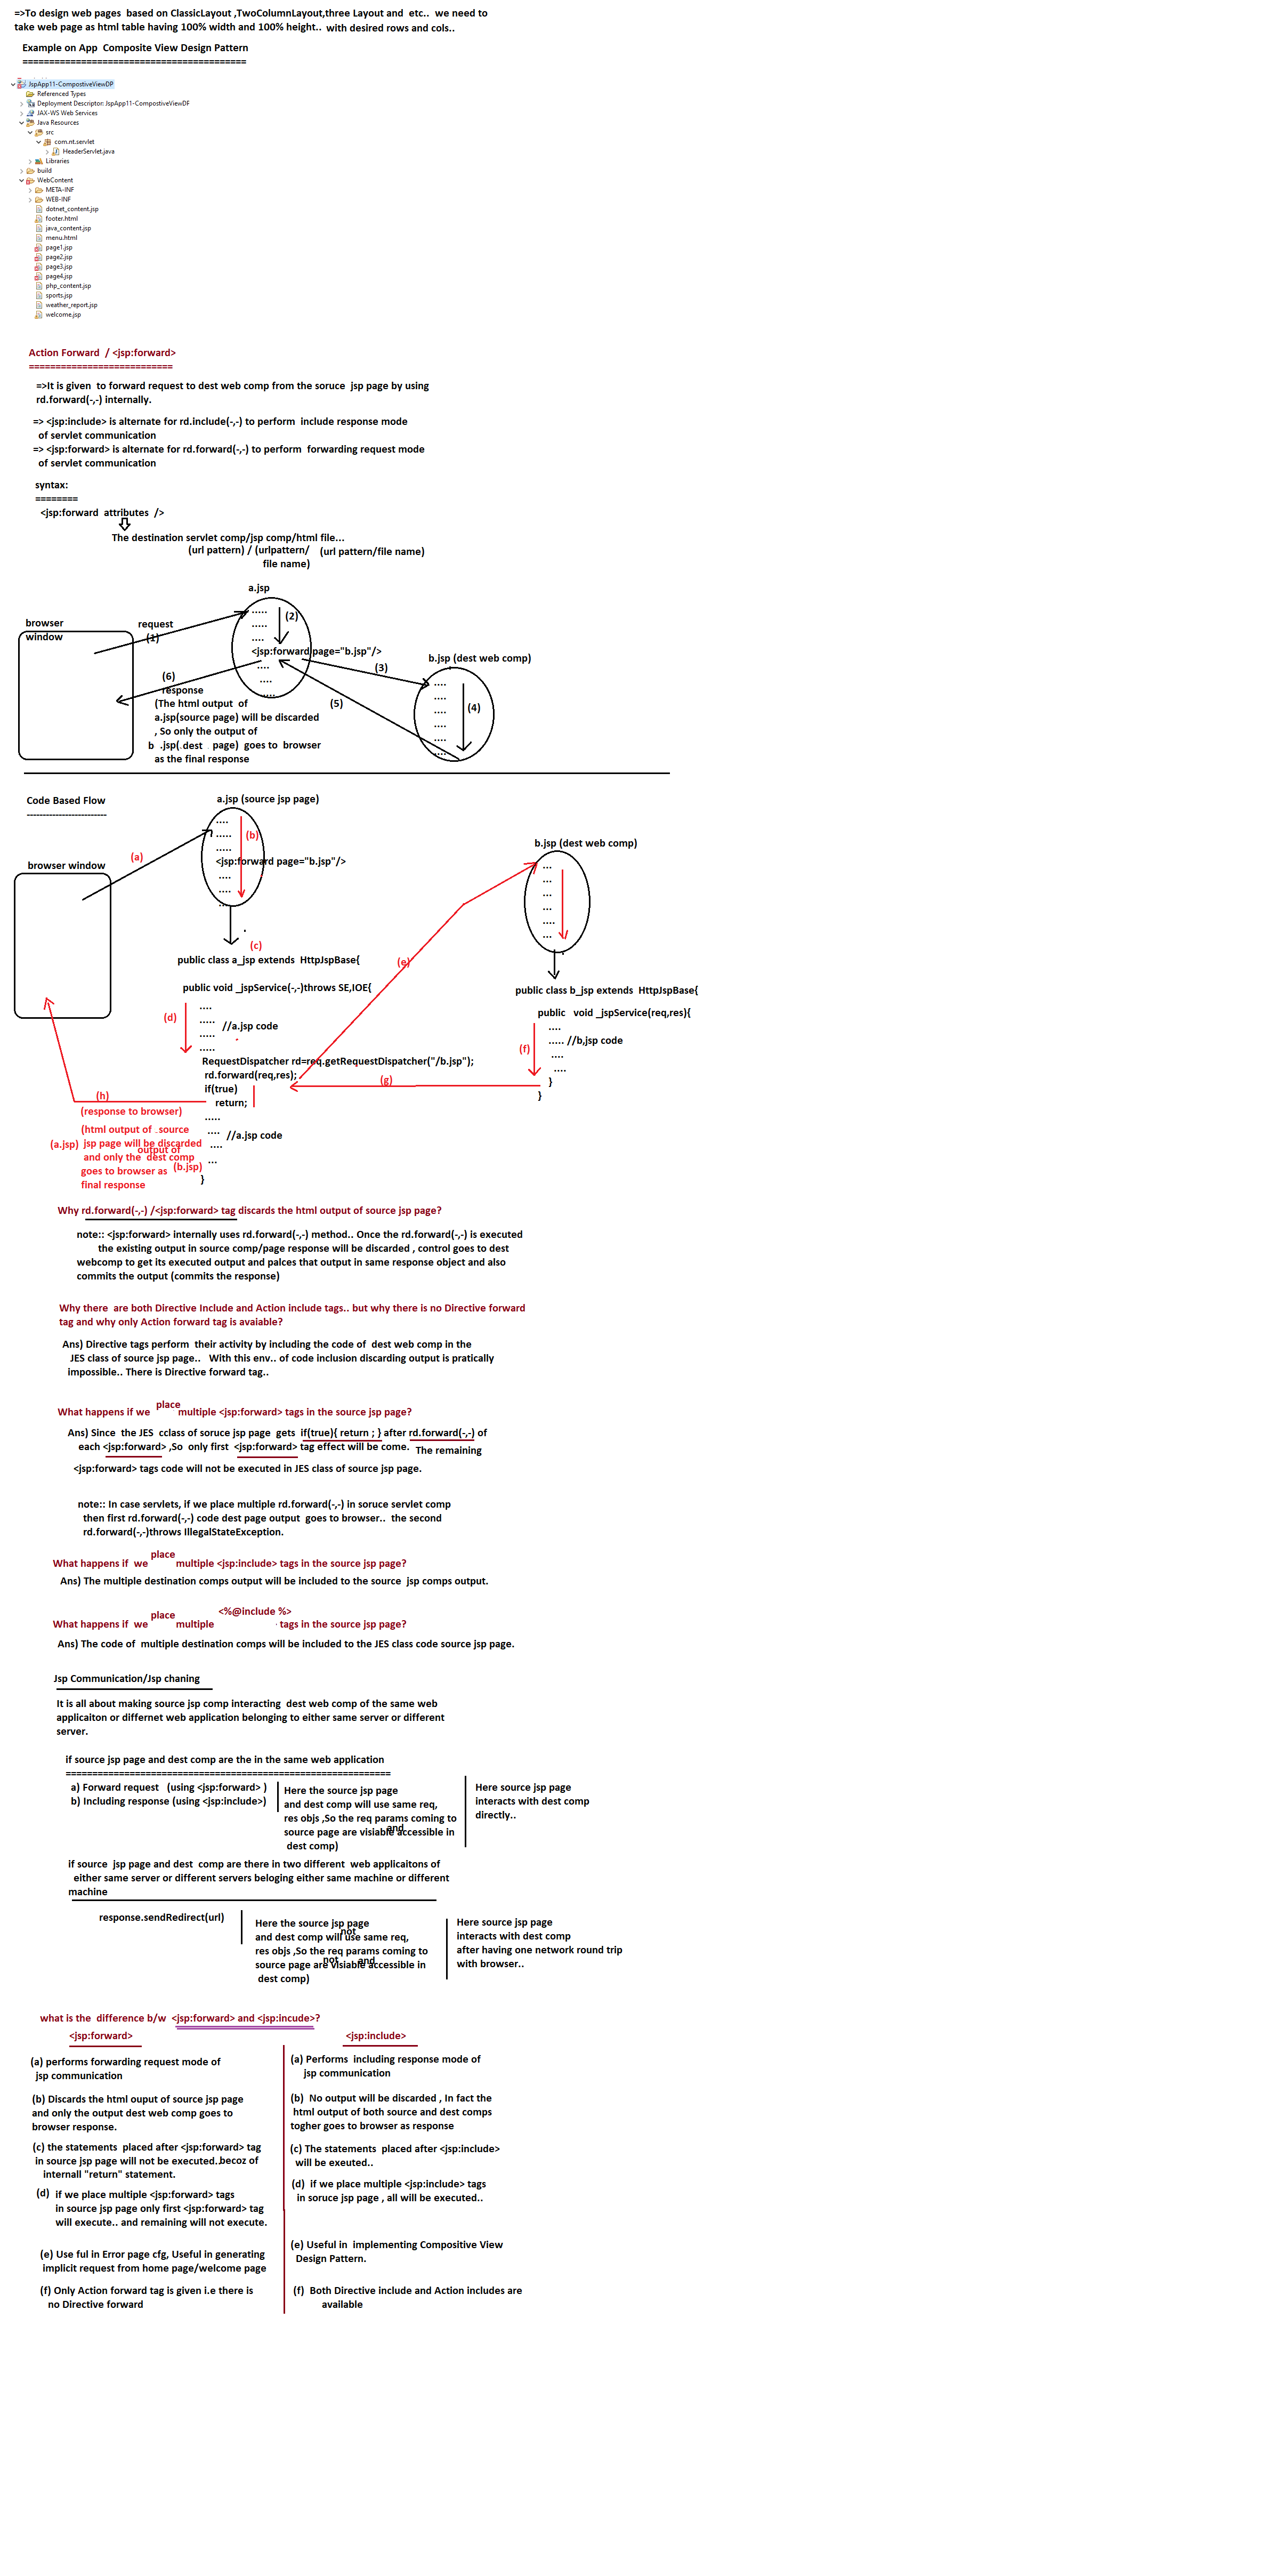 =>To design web pages  based on ClassicLayout ,TwoColumnLayout,three Layout and  etc..  we need to
take web page as html table having 100% width and 100% height..  with desired rows and cols..
Example on App  Composite View Design Pattern
==========================================
JspApp11-CompostiveViewDP
Referenced Types
Deployment Descriptor: JspApp11-CompostiveViewDF
JAX-WS Web Services
Java Resources
src
com.nt.servlet
HeaderServlet.java
Libraries
build
WebContent
META-INF
WEB-INF
dotnet_content.jsp
footer.html
java_content.jsp
menu.html
page1.jsp
page2.jsp
page3.jsp
page4.jsp
php_content.jsp
sports.jsp
weather_report.jsp
welcome.jsp
Action Forward  / <jsp:forward>
===========================
=>It is given  to forward request to dest web comp from the soruce  jsp page by using
rd.forward(-,-) internally.
=> <jsp:include> is alternate for rd.include(-,-) to perform  include response mode
of servlet communication
=> <jsp:forward> is alternate for rd.forward(-,-) to perform  forwarding request mode
of servlet communication
syntax:
========
<jsp:forward  attributes  />
The destination servlet comp/jsp comp/html file...
(url pattern) / (urlpattern/   (url pattern/file name)
file name)
a.jsp
browser
window
request
(1)
.....
(2)
.....
....
<jsp:forward page="b.jsp"/>
....
....
.....
b.jsp (dest web comp)
(3)
....
....
....
....
....
....
(4)
(5)
(6)
response
(The html output  of
a.jsp(source page) will be discarded
, So only the output of
b  .jsp( dest   page)  goes to  browser
as the final response
Code Based Flow
-------------------------
a.jsp (source jsp page)
....
.....
.....
(b)
<jsp:forward page="b.jsp"/>
....
....
....
browser window
(a)
b.jsp (dest web comp)
...
...
...
...
....
...
(c)
public class a_jsp extends  HttpJspBase{
public void _jspService(-,-)throws SE,IOE{
(d)
....
.....
.....  //a.jsp code
.....
RequestDispatcher rd=req.getRequestDispatcher("/b.jsp");
rd.forward(req,res);
if(true)
return;
.....
....  //a.jsp code
....
...
}
(e)
public class b_jsp extends  HttpJspBase{
public   void _jspService(req,res){
....
..... //b,jsp code
(f)
....
....
}
}
(g)
(h)
(response to browser)
(html output of  source
(a.jsp)  jsp page will be discarded
output of
and only the  dest comp
goes to browser as  (b.jsp)
final response
Why rd.forward(-,-) /<jsp:forward> tag discards the html output of source jsp page?
note:: <jsp:forward> internally uses rd.forward(-,-) method.. Once the rd.forward(-,-) is executed
the existing output in source comp/page response will be discarded , control goes to dest
webcomp to get its executed output and palces that output in same response object and also
commits the output (commits the response)
Why there  are both Directive Include and Action include tags.. but why there is no Directive forward
tag and why only Action forward tag is avaiable?
Ans) Directive tags perform  their activity by including the code of  dest web comp in the
JES class of source jsp page..   With this env.. of code inclusion discarding output is pratically
impossible.. There is Directive forward tag..
What happens if we  place multiple <jsp:forward> tags in the source jsp page?
Ans) Since  the JES  cclass of soruce jsp page  gets  if(true){ return ; } after rd.forward(-,-) of
each <jsp:forward> ,So  only first  <jsp:forward> tag effect will be come.  The remaining
<jsp:forward> tags code will not be executed in JES class of source jsp page.
note:: In case servlets, if we place multiple rd.forward(-,-) in soruce servlet comp
then first rd.forward(-,-) code dest page output  goes to browser..  the second
rd.forward(-,-)throws IllegalStateException.
What happens if  we place multiple <jsp:include> tags in the source jsp page?
Ans) The multiple destination comps output will be included to the source  jsp comps output.
What happens if  we place multiple <%@include %> tags in the source jsp page?
Ans) The code of  multiple destination comps will be included to the JES class code source jsp page.
Jsp Communication/Jsp chaning
It is all about making source jsp comp interacting  dest web comp of the same web
applicaiton or differnet web application belonging to either same server or different
server.
if source jsp page and dest comp are the in the same web application
==============================================================
a) Forward request   (using <jsp:forward> )
b) Including response (using <jsp:include>)
Here the source jsp page
and dest comp will use same req,
res objs ,So the req params coming to
source page are visiable and accessible in
dest comp)
Here source jsp page
interacts with dest comp
directly..
if source  jsp page and dest  comp are there in two different  web applicaitons of
either same server or different servers beloging either same machine or different
machine
response.sendRedirect(url)
Here the source jsp page
and dest comp will not use same req,
res objs ,So the req params coming to
source page are not visiable and accessible in
dest comp)
Here source jsp page
interacts with dest comp
after having one network round trip
with browser..
what is the  difference b/w  <jsp:forward> and <jsp:incude>?
<jsp:forward>
(a) performs forwarding request mode of
jsp communication
(b) Discards the html ouput of source jsp page
and only the output dest web comp goes to
browser response.
(c) the statements  placed after <jsp:forward> tag
in source jsp page will not be executed..becoz of
internall "return" statement.
(d)  if we place multiple <jsp:forward> tags
in source jsp page only first <jsp:forward> tag
will execute.. and remaining will not execute.
(e) Use ful in Error page cfg, Useful in generating
implicit request from home page/welcome page
(f) Only Action forward tag is given i.e there is
no Directive forward
<jsp:include>
(a) Performs  including response mode of
jsp communication
(b)  No output will be discarded , In fact the
html output of both source and dest comps
togher goes to browser as response
(c) The statements  placed after <jsp:include>
will be exeuted..
(d)  if we place multiple <jsp:include> tags
in soruce jsp page , all will be executed..
(e) Useful in  implementing Compositive View
Design Pattern.
(f)  Both Directive include and Action includes are
available